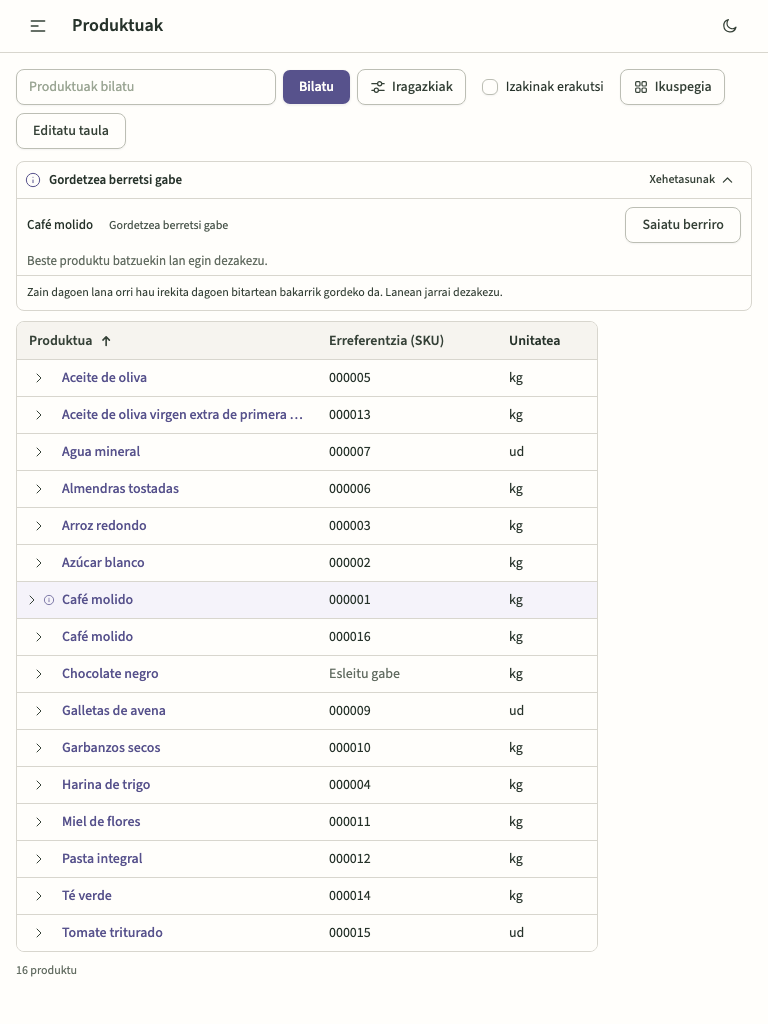 Produktuak
Produktuak bilatu
Bilatu
Iragazkiak
Izakinak erakutsi
Ikuspegia
Editatu taula
Gordetzea berretsi gabe
Xehetasunak
Café molido Gordetzea berretsi gabe
Saiatu berriro
Beste produktu batzuekin lan egin dezakezu.
Zain dagoen lana orri hau irekita dagoen bitartean bakarrik gordeko da. Lanean jarrai dezakezu.
Produktua Erreferentzia (SKU) Unitatea
Aceite de oliva 000005 kg
Aceite de oliva virgen extra de primera … 000013 kg
Agua mineral 000007 ud
Almendras tostadas 000006 kg
Arroz redondo 000003 kg
Azúcar blanco 000002 kg
Café molido 000001 kg
Café molido 000016 kg
Chocolate negro Esleitu gabe kg
Galletas de avena 000009 ud
Garbanzos secos 000010 kg
Harina de trigo 000004 kg
Miel de flores 000011 kg
Pasta integral 000012 kg
Té verde 000014 kg
Tomate triturado 000015 ud
16 produktu